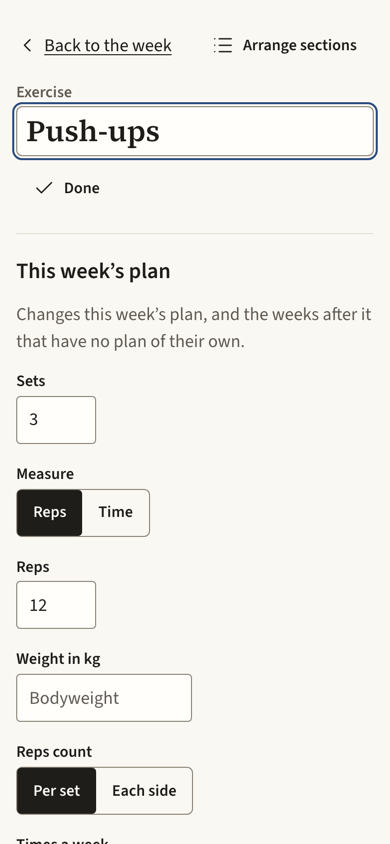 Back to the week
Arrange sections
Exercise
Push-ups
Done
This week’s plan
Changes this week’s plan, and the weeks after it
that have no plan of their own.
Sets
3
Measure
Reps
Time
Reps
12
Weight in kg
Bodyweight
Reps count
Per set
Each side
Times a week